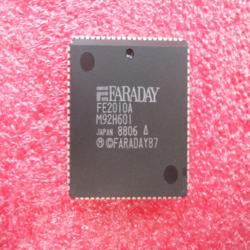 FARADAY
FE2010A
M92H601
JAPAN 8806 Δ
Ⓜ ©FARADAY87